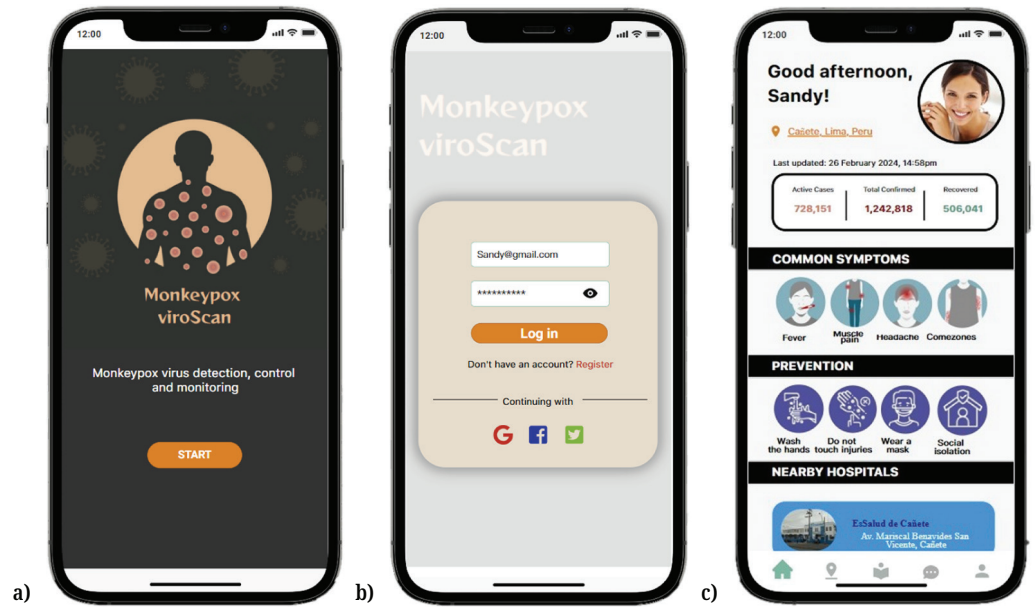 12:00
Monkeypox
viroScan
Monkeypox virus detection, control
and monitoring
START
a)
12:00
Monkeypox
viroScan
Sandy@gmail.com
**********
Log in
Don't have an account? Register
Continuing with
G f
b)
12:00
Good afternoon,
Sandy!
Cañete, Lima, Peru
Last updated: 26 February 2024, 14:58pm
Active Cases Total Confirmed Recovered
728,151 1,242,818 506,041
COMMON SYMPTOMS
Fever Muscle pain Headache Comezones
PREVENTION
Wash the hands Do not touch injuries Wear a mask Social isolation
NEARBY HOSPITALS
EsSalud de Cañete
Av. Mariscal Benavides San
Vicente, Cañete
c)